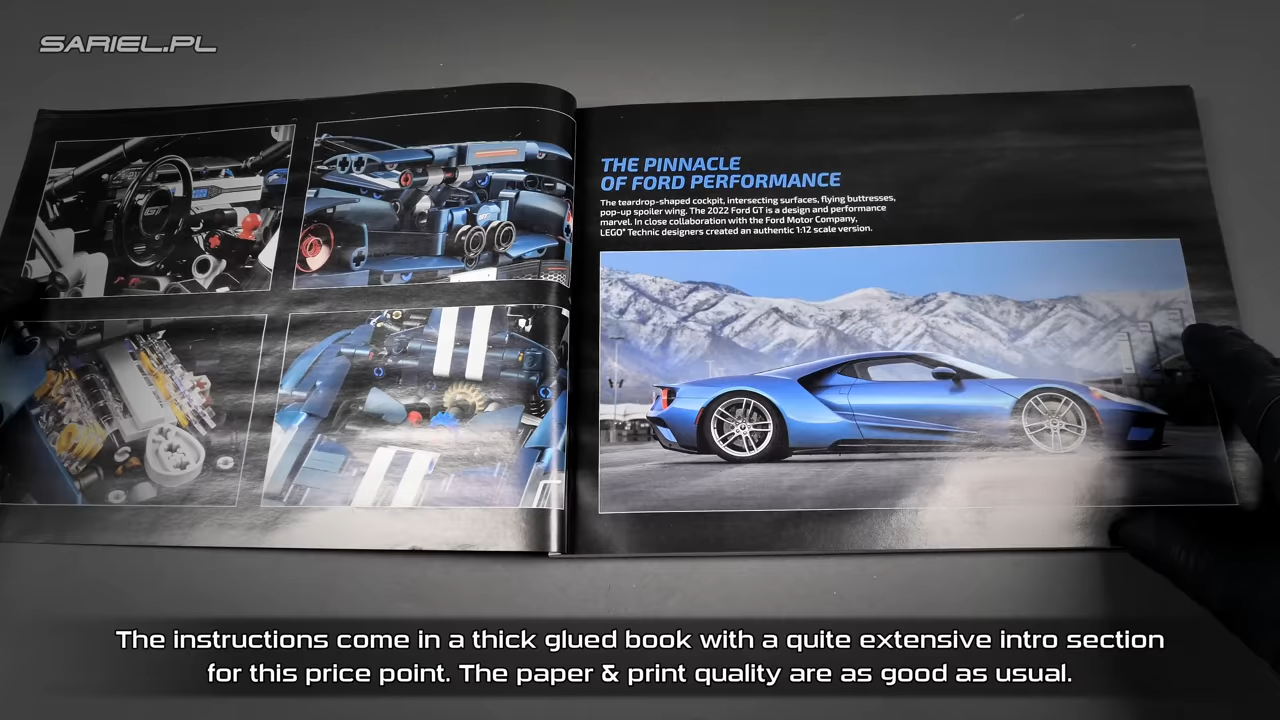 SARIEL.PL
GT
GT
THE PINNACLE
OF FORD PERFORMANCE
The teardrop-shaped cockpit, intersecting surfaces, flying buttresses,
pop-up spoiler wing. The 2022 Ford GT is a design and performance
marvel. In close collaboration with the Ford Motor Company,
LEGO® Technic designers created an authentic 1:12 scale version.
The instructions come in a thick glued book with a quite extensive intro section
for this price point. The paper & print quality are as good as usual.